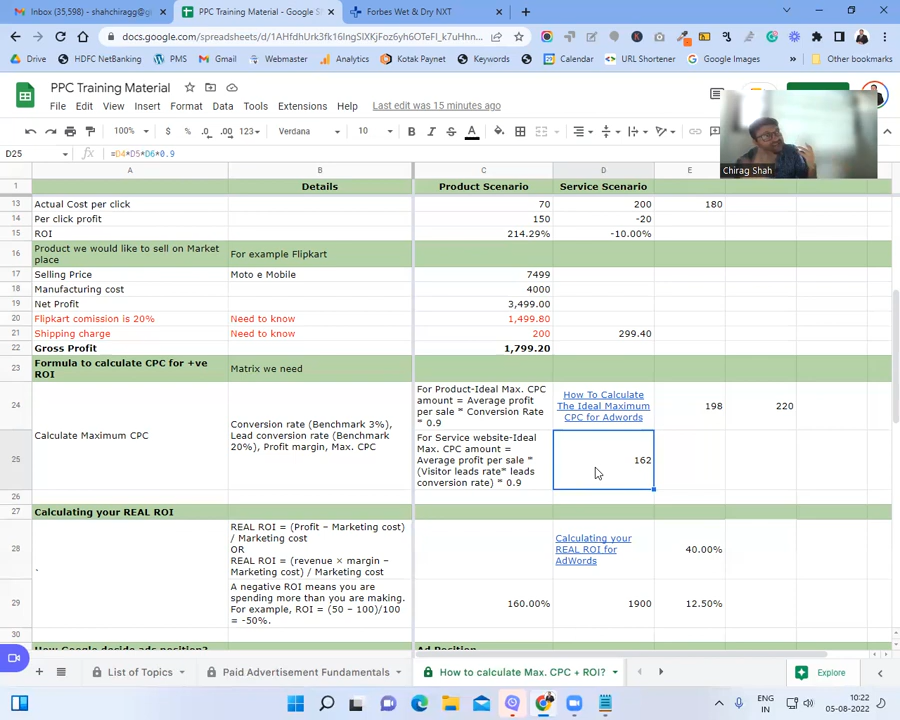 Inbox (35,598) - shahchiragg@g
PPC Training Material - Google S
Forbes Wet & Dry NXT
docs.google.com/spreadsheets/d/1AHfdhUrk3fk16IngSIXKjFoz6yh6OTeFI_k7uHnn...
Drive
HDFC NetBanking
PMS
Gmail
Webmaster
Analytics
Kotak Paynet
Keywords
Calendar
URL Shortener
Google Images
Other bookmarks
PPC Training Material
File Edit View Insert Format Data Tools Extensions Help Last edit was 15 minutes ago
100% $ % .0 .00 123 Verdana 10 B I S A
D25 fx =D4*D5*D6*0.9
Chirag Shah
A B C D E
1 Details Product Scenario Service Scenario
13 Actual Cost per click 70 200 180
14 Per click profit 150 -20
15 ROI 214.29% -10.00%
16 Product we would like to sell on Market
place For example Flipkart
17 Selling Price Moto e Mobile 7499
18 Manufacturing cost 4000
19 Net Profit 3,499.00
20 Flipkart comission is 20% Need to know 1,499.80
21 Shipping charge Need to know 200 299.40
22 Gross Profit 1,799.20
23 Formula to calculate CPC for +ve
ROI Matrix we need
24
For Product-Ideal Max. CPC
amount = Average profit
per sale * Conversion Rate
* 0.9
How To Calculate
The Ideal Maximum
CPC for Adwords
198 220
25
Calculate Maximum CPC
Conversion rate (Benchmark 3%),
Lead conversion rate (Benchmark
20%), Profit margin, Max. CPC
For Service website-Ideal
Max. CPC amount =
Average profit per sale *
(Visitor leads rate* leads
conversion rate) * 0.9
162
26
27 Calculating your REAL ROI
28
REAL ROI = (Profit – Marketing cost)
/ Marketing cost
OR
REAL ROI = (revenue × margin –
Marketing cost) / Marketing cost
Calculating your
REAL ROI for
AdWords
40.00%
29
A negative ROI means you are
spending more than you are making.
For example, ROI = (50 – 100)/100
= -50%.
160.00% 1900 12.50%
30
How Google decide ads position? Ad Position
List of Topics
Paid Advertisement Fundamentals
How to calculate Max. CPC + ROI?
Explore
ENG
IN
10:22
05-08-2022